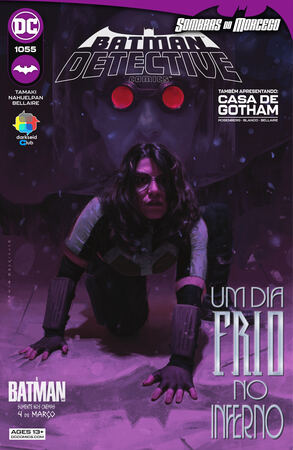 DC
SOMBRAS DO MORCEGO
1055
BATMAN
DETECTIVE
COMICS
TAMAKI
NAHUELPAN
BELLAIRE
darkseid
Club
TAMBÉM APRESENTANDO:
CASA DE
GOTHAM
ROSENBERG · BLANCO · BELLAIRE
UM DIA
FRIO
NO
INFERNO
BATMAN
SOMENTE NOS CINEMAS
4 DE MARÇO
AGES 13+
DCCOMICS.COM